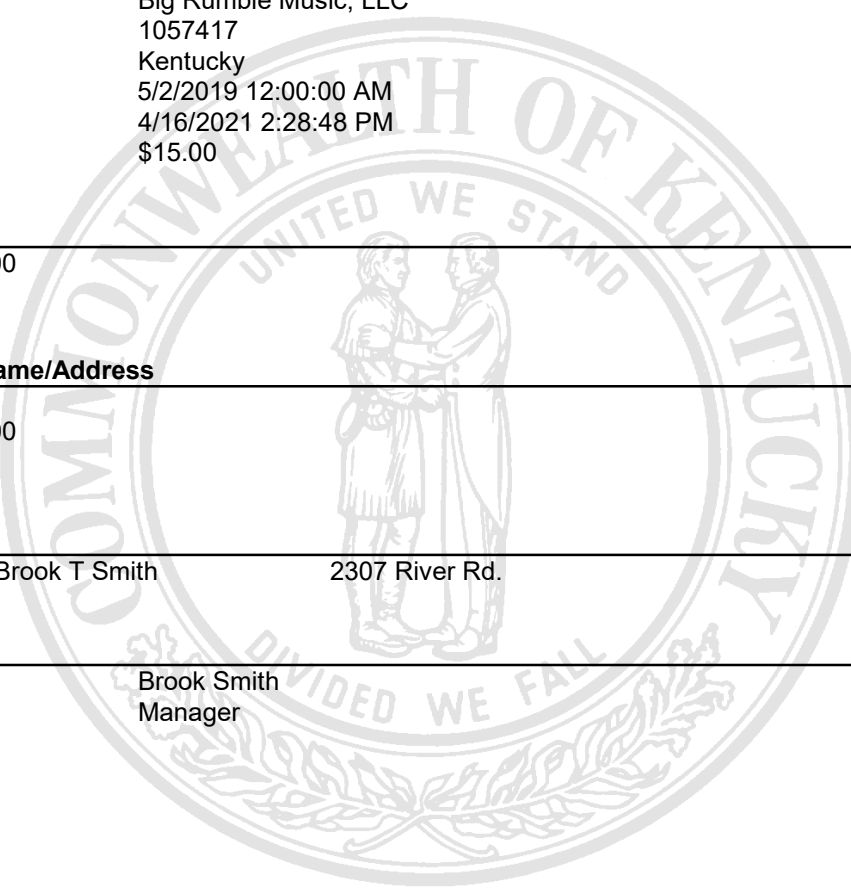 Big Rumble Music, LLC
1057417
Kentucky
5/2/2019 12:00:00 AM
4/16/2021 2:28:48 PM
$15.00
COMMONWEALTH OF KENTUCKY
UNITED WE STAND
00
ame/Address
00
Brook T Smith 2307 River Rd.
DIVIDED WE FALL
Brook Smith
Manager